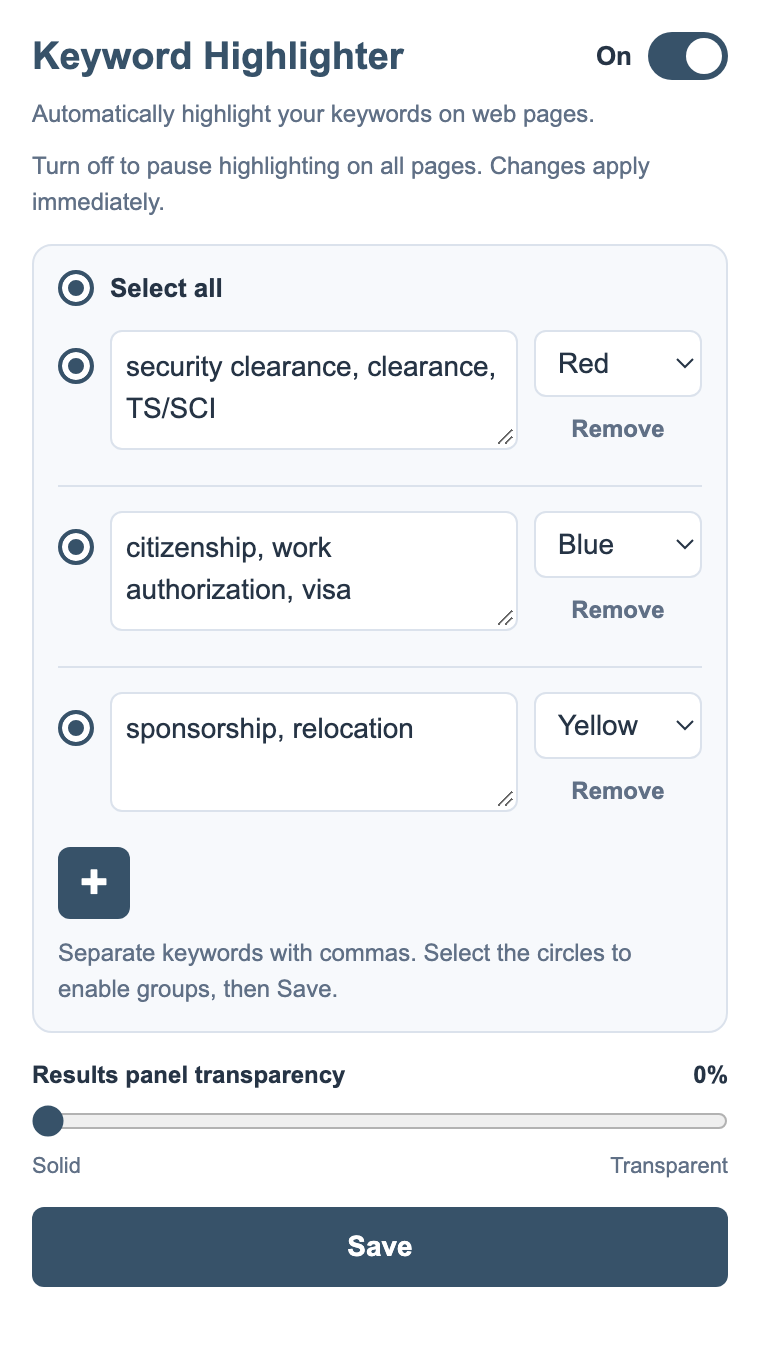 Keyword Highlighter On
Automatically highlight your keywords on web pages.
Turn off to pause highlighting on all pages. Changes apply
immediately.
Select all
security clearance, clearance, Red
TS/SCI
Remove
citizenship, work Blue
authorization, visa
Remove
sponsorship, relocation Yellow
Remove
+
Separate keywords with commas. Select the circles to
enable groups, then Save.
Results panel transparency 0%
Solid Transparent
Save